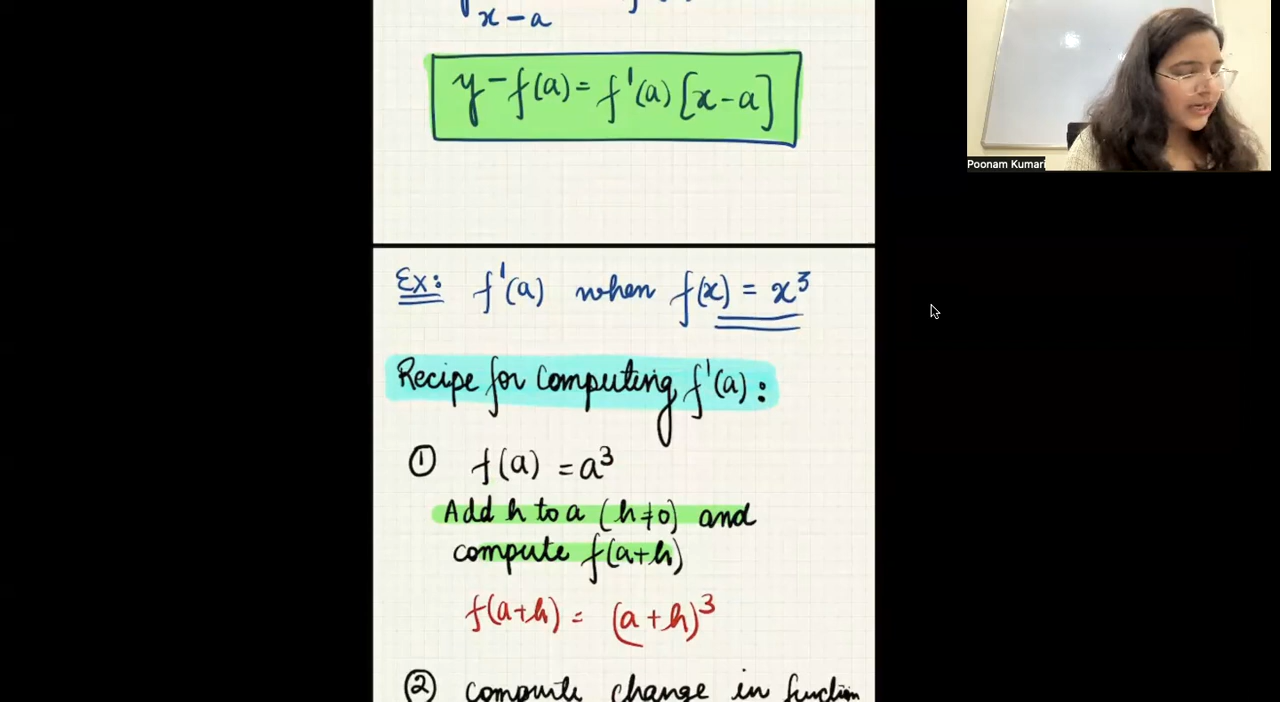 x-a
y-f(a)= f'(a) [x-a]
Poonam Kumari
Ex: f'(a) when f(x) = x³
Recipe for Computing f'(a):
① f(a) = a³
Add h to a (h≠0) and
compute f(a+h)
f(a+h) = (a+h)³
② compute change in function